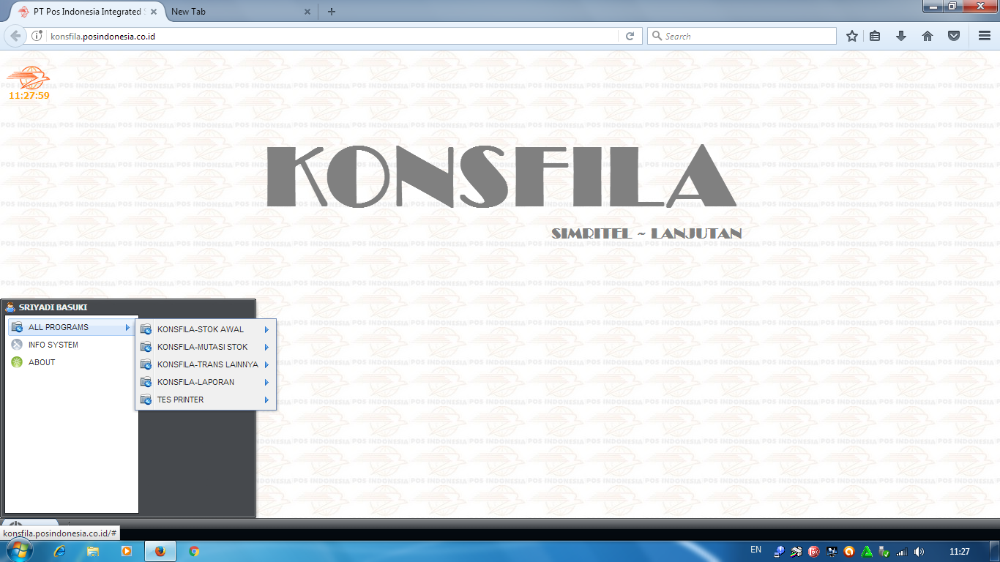 PT Pos Indonesia Integrated S
New Tab
konsfila.posindonesia.co.id
Search
11:27:59
POS INDONESIA
KONSFILA
SIMRITEL ~ LANJUTAN
SRIYADI BASUKI
ALL PROGRAMS
INFO SYSTEM
ABOUT
KONSFILA-STOK AWAL
KONSFILA-MUTASI STOK
KONSFILA-TRANS LAINNYA
KONSFILA-LAPORAN
TES PRINTER
konsfila.posindonesia.co.id/#
EN
11:27